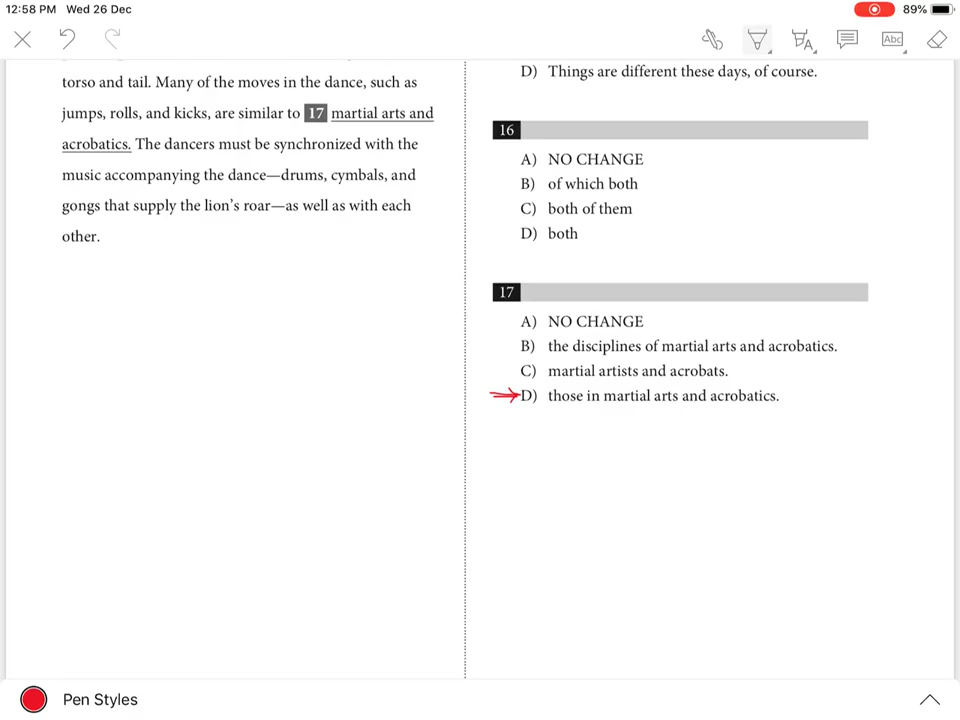 12:58 PM Wed 26 Dec
89%
Abc
torso and tail. Many of the moves in the dance, such as
jumps, rolls, and kicks, are similar to 17 martial arts and
acrobatics. The dancers must be synchronized with the
music accompanying the dance—drums, cymbals, and
gongs that supply the lion’s roar—as well as with each
other.
D) Things are different these days, of course.
16
A) NO CHANGE
B) of which both
C) both of them
D) both
17
A) NO CHANGE
B) the disciplines of martial arts and acrobatics.
C) martial artists and acrobats.
D) those in martial arts and acrobatics.
Pen Styles